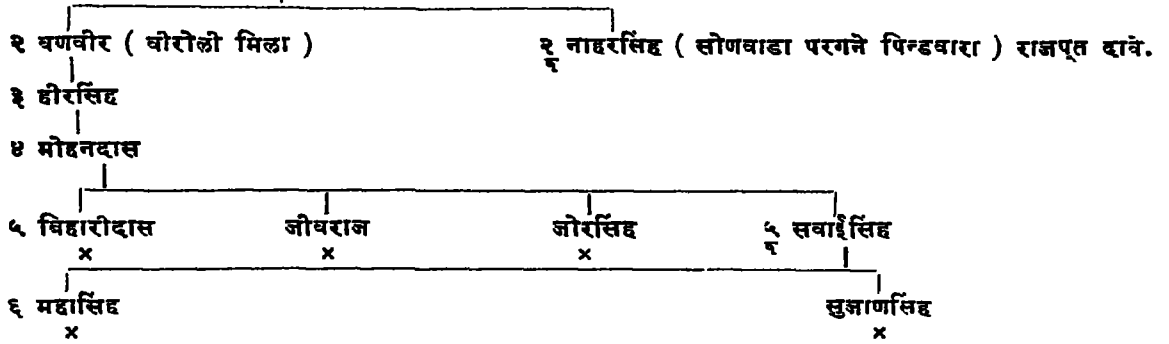 २ वणवीर ( वीरोली मिला ) २/व नाहरसिंह ( सोणवाडा परगने पिन्डवारा ) राजपूत दावे.
३ हीरसिंह
४ मोहनदास
५ विहारीदास जीवराज जोरसिंह ५/व सवाईसिंह
× × ×
६ महासिंह सुजाणसिंह
× ×